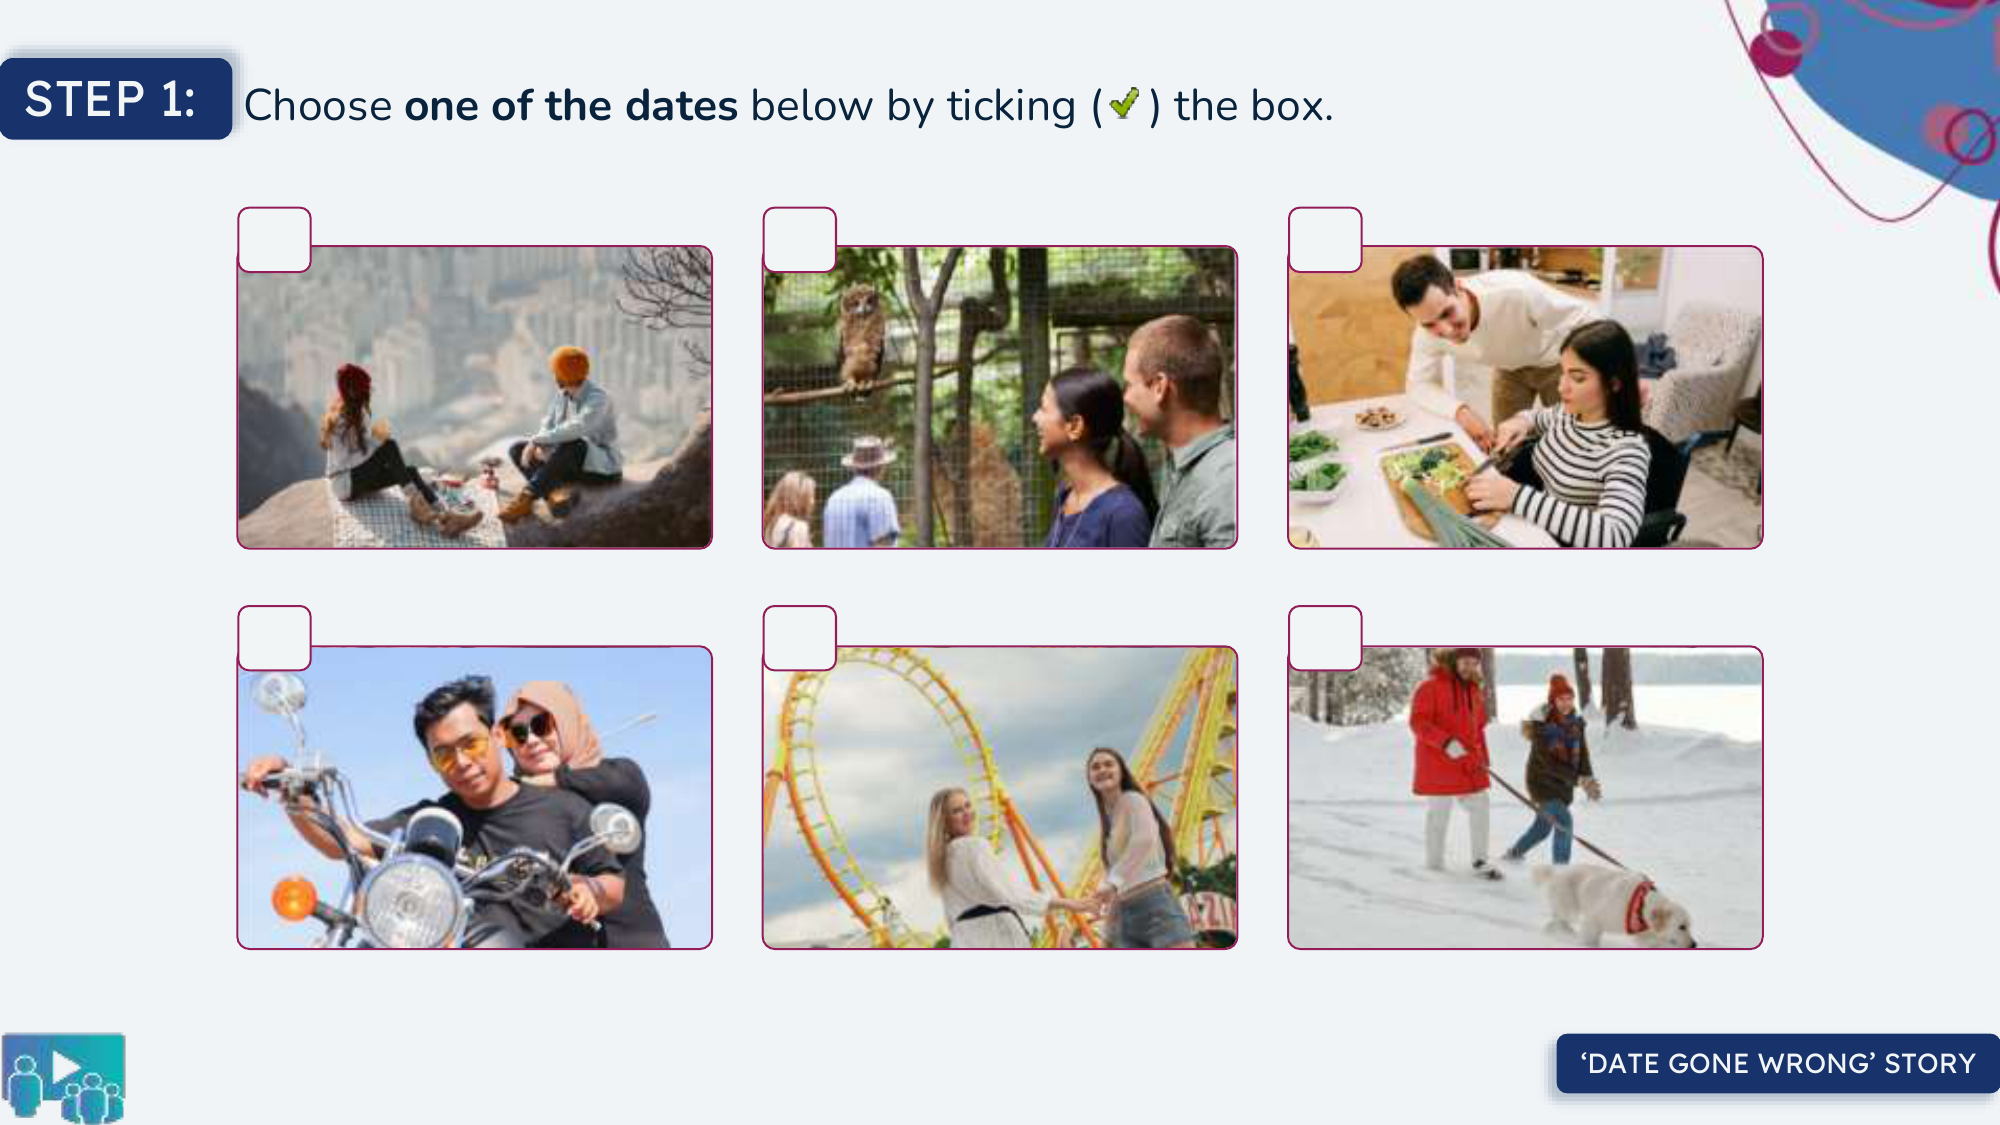 STEP 1:
Choose one of the dates below by ticking (✓) the box.
‘DATE GONE WRONG’ STORY